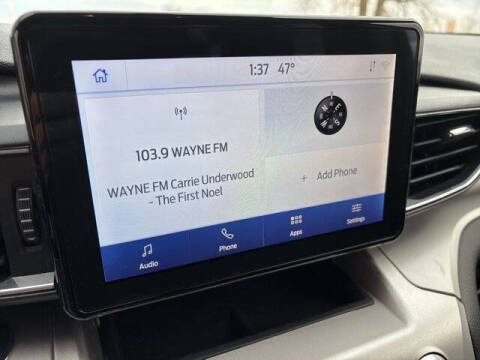 1:37 47°
103.9 WAYNE FM
WAYNE FM Carrie Underwood
- The First Noel
+ Add Phone
Audio
Phone
Apps
Settings